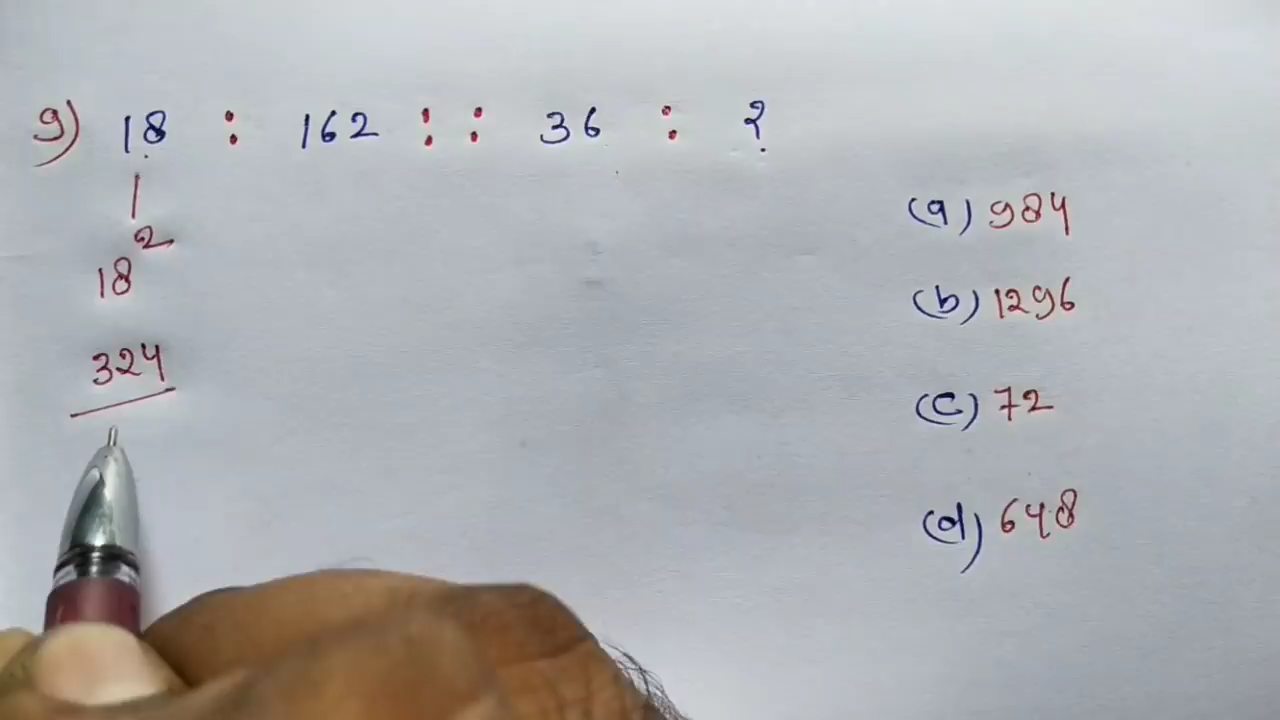 9) 18 : 162 : : 36 : ?
18²
324
(a) 984
(b) 1296
(c) 72
(d) 648